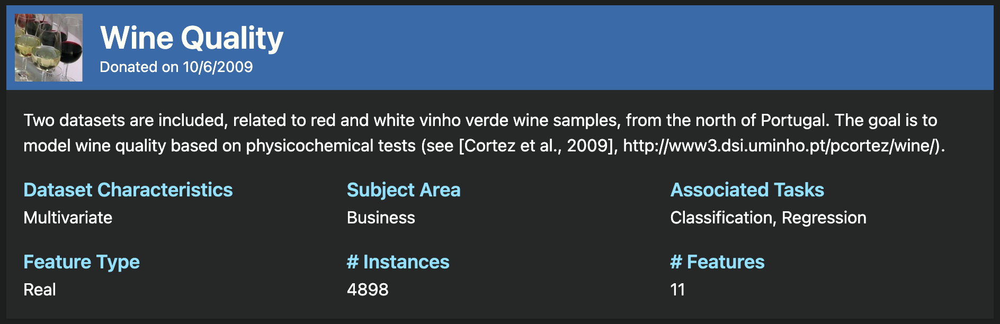 Wine Quality
Donated on 10/6/2009
Two datasets are included, related to red and white vinho verde wine samples, from the north of Portugal. The goal is to
model wine quality based on physicochemical tests (see [Cortez et al., 2009], http://www3.dsi.uminho.pt/pcortez/wine/).
Dataset Characteristics
Subject Area
Associated Tasks
Multivariate
Business
Classification, Regression
Feature Type
# Instances
# Features
Real
4898
11